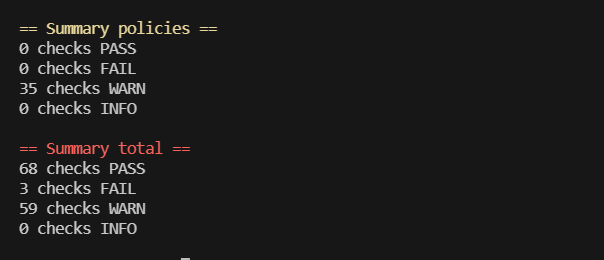 == Summary policies ==
0 checks PASS
0 checks FAIL
35 checks WARN
0 checks INFO
== Summary total ==
68 checks PASS
3 checks FAIL
59 checks WARN
0 checks INFO